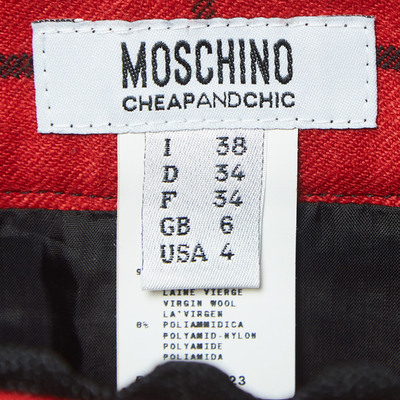 MOSCHINO
CHEAPANDCHIC
I 38
D 34
F 34
GB 6
USA 4
LAINE VIERGE
VIRGIN WOOL
LA'VIRGEN
8% POLIAMMIDICA
POLYAMID-NYLON
POLYAMIDE
POLIAMIDA
23